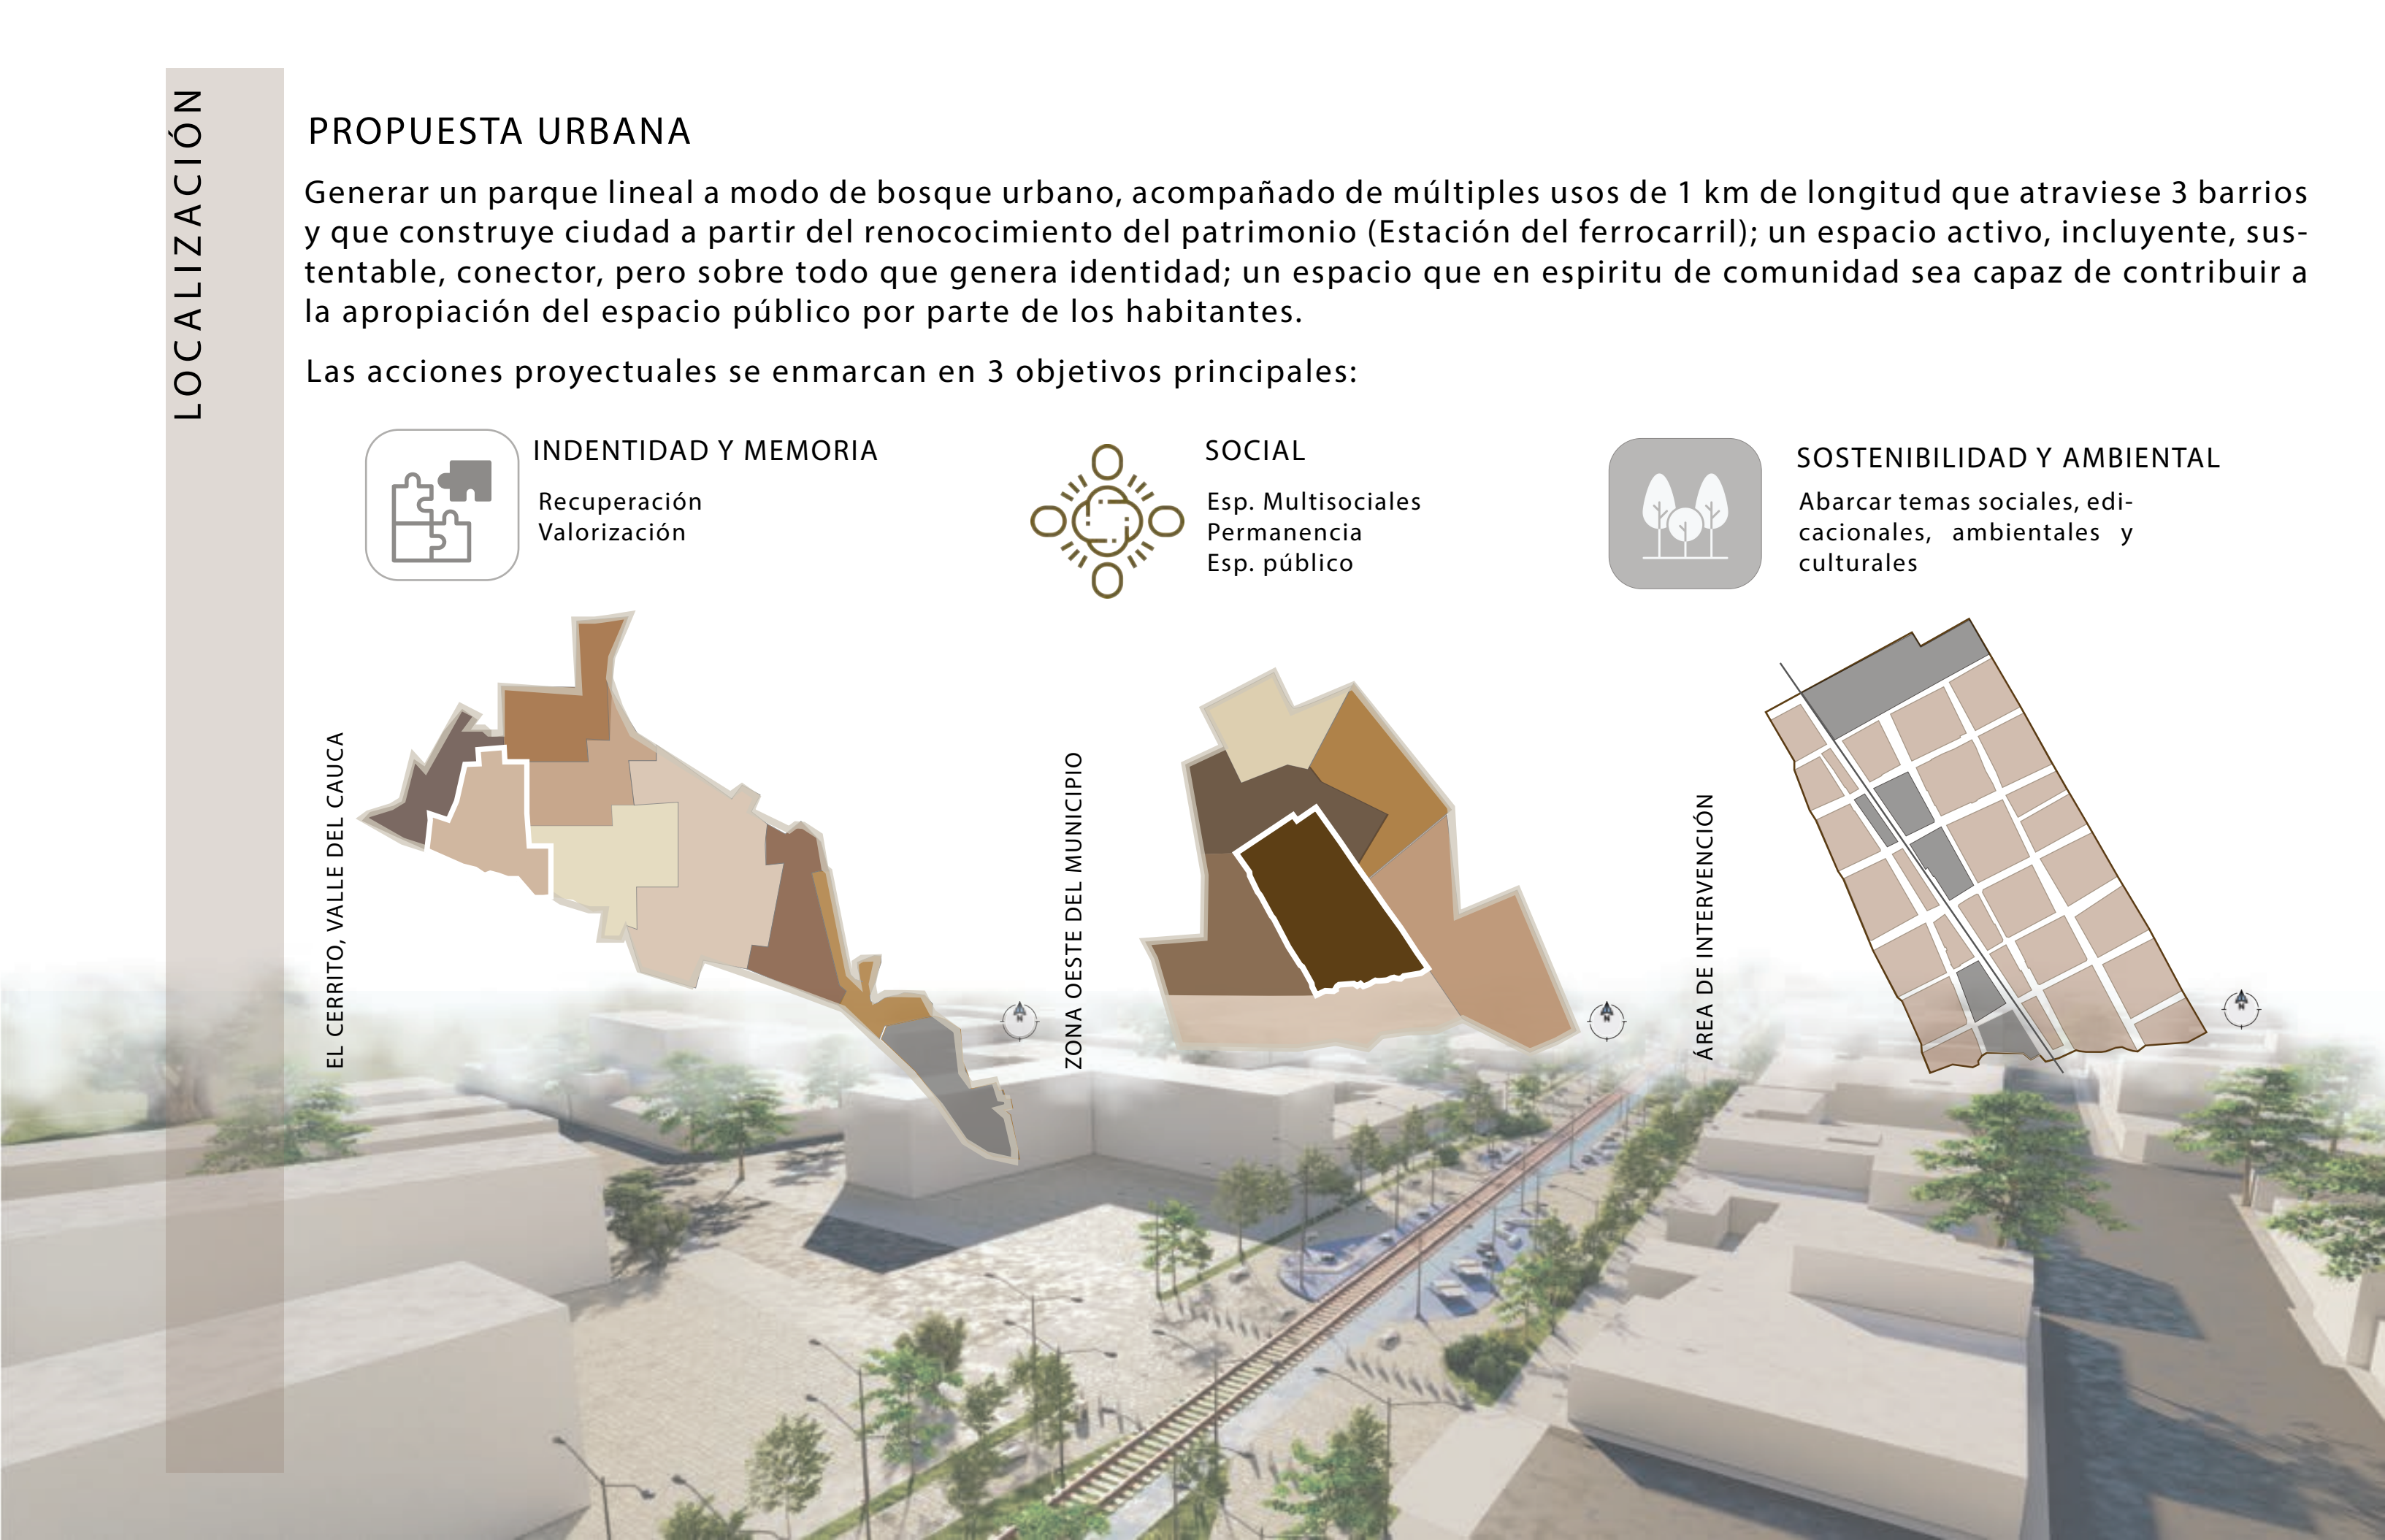 LOCALIZACIÓN
PROPUESTA URBANA
Generar un parque lineal a modo de bosque urbano, acompañado de múltiples usos de 1 km de longitud que atraviese 3 barrios
y que construye ciudad a partir del renococimiento del patrimonio (Estación del ferrocarril); un espacio activo, incluyente, sus-
tentable, conector, pero sobre todo que genera identidad; un espacio que en espiritu de comunidad sea capaz de contribuir a
la apropiación del espacio público por parte de los habitantes.
Las acciones proyectuales se enmarcan en 3 objetivos principales:
INDENTIDAD Y MEMORIA
Recuperación
Valorización
SOCIAL
Esp. Multisociales
Permanencia
Esp. público
SOSTENIBILIDAD Y AMBIENTAL
Abarcar temas sociales, edi-
cacionales, ambientales y
culturales
EL CERRITO, VALLE DEL CAUCA
N
ZONA OESTE DEL MUNICIPIO
N
ÁREA DE INTERVENCIÓN
N